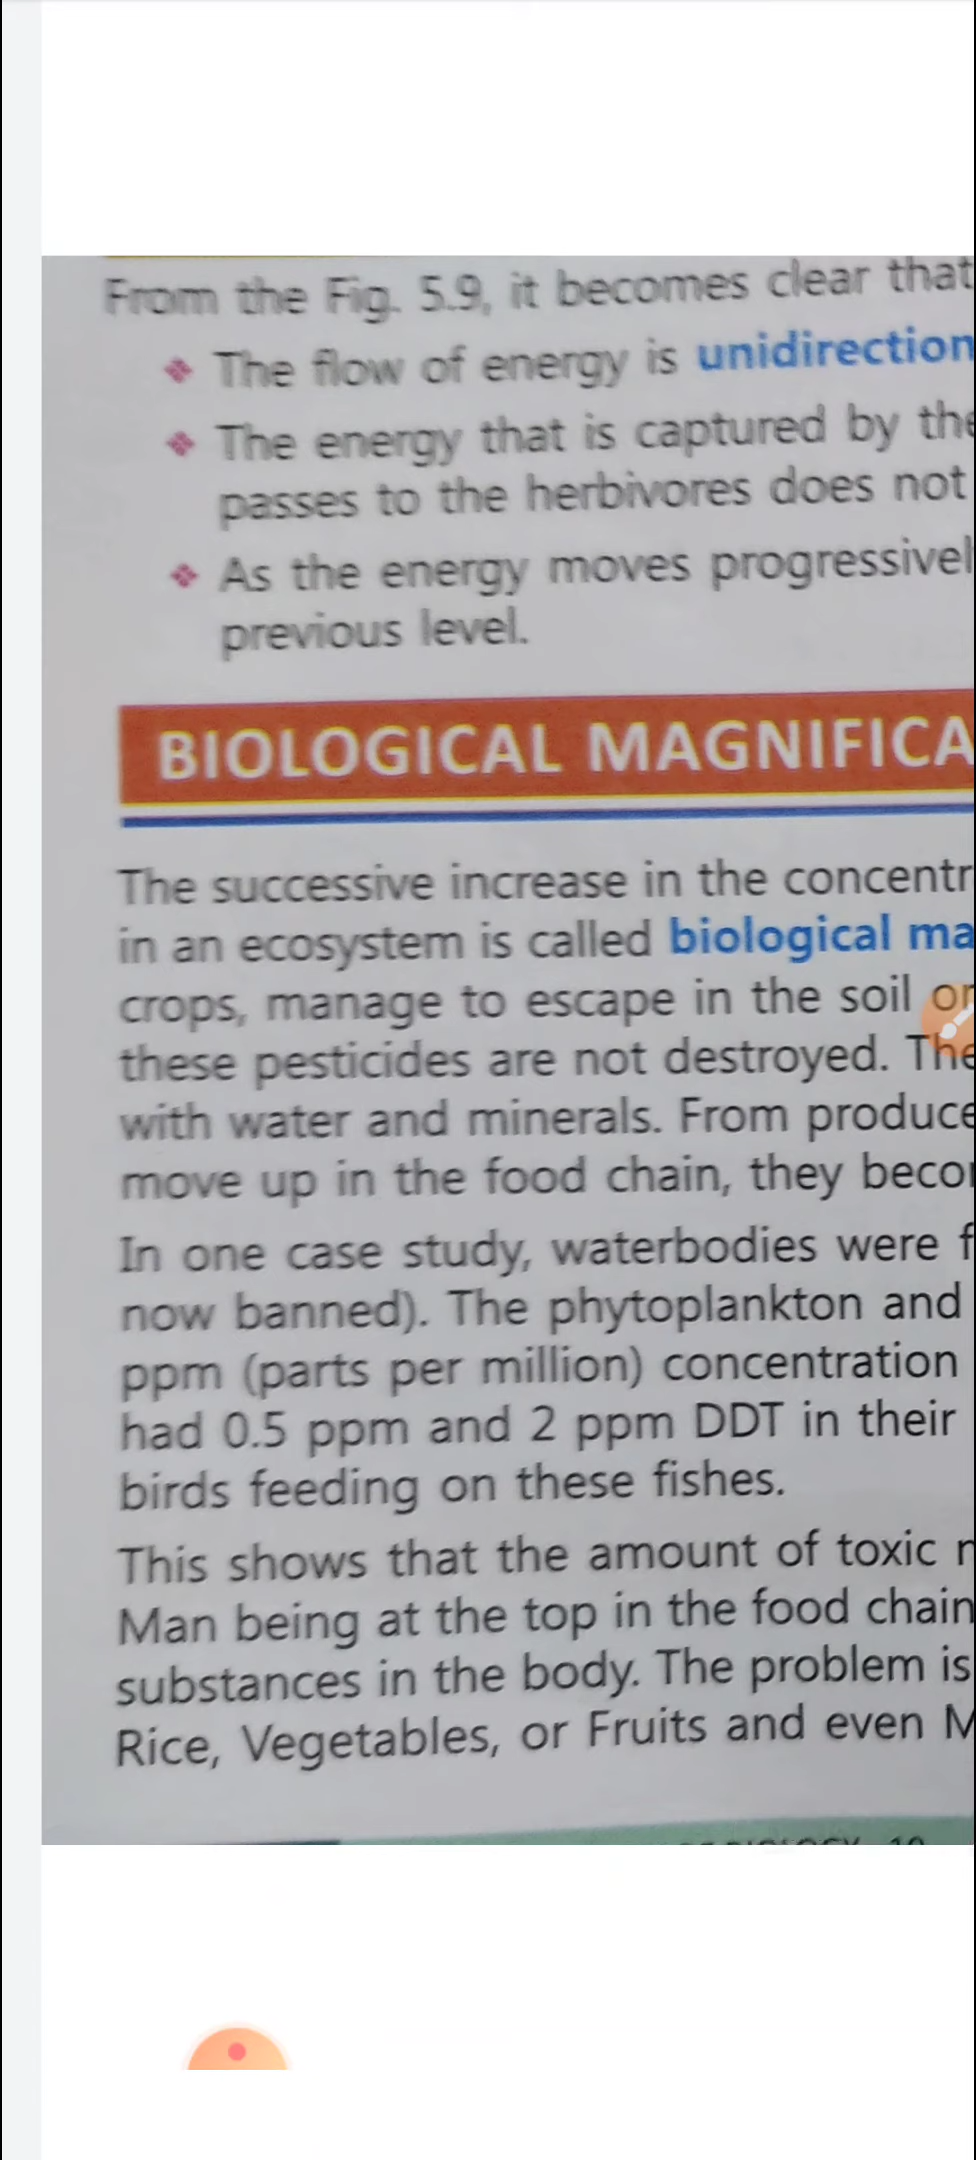 From the Fig. 5.9, it becomes clear that
The flow of energy is unidirection
The energy that is captured by the
passes to the herbivores does not
As the energy moves progressivel
previous level.
BIOLOGICAL MAGNIFICA
The successive increase in the concentr
in an ecosystem is called biological ma
crops, manage to escape in the soil or
these pesticides are not destroyed. The
with water and minerals. From produce
move up in the food chain, they becom
In one case study, waterbodies were f
now banned). The phytoplankton and
ppm (parts per million) concentration
had 0.5 ppm and 2 ppm DDT in their
birds feeding on these fishes.
This shows that the amount of toxic
Man being at the top in the food chain
substances in the body. The problem is
Rice, Vegetables, or Fruits and even M